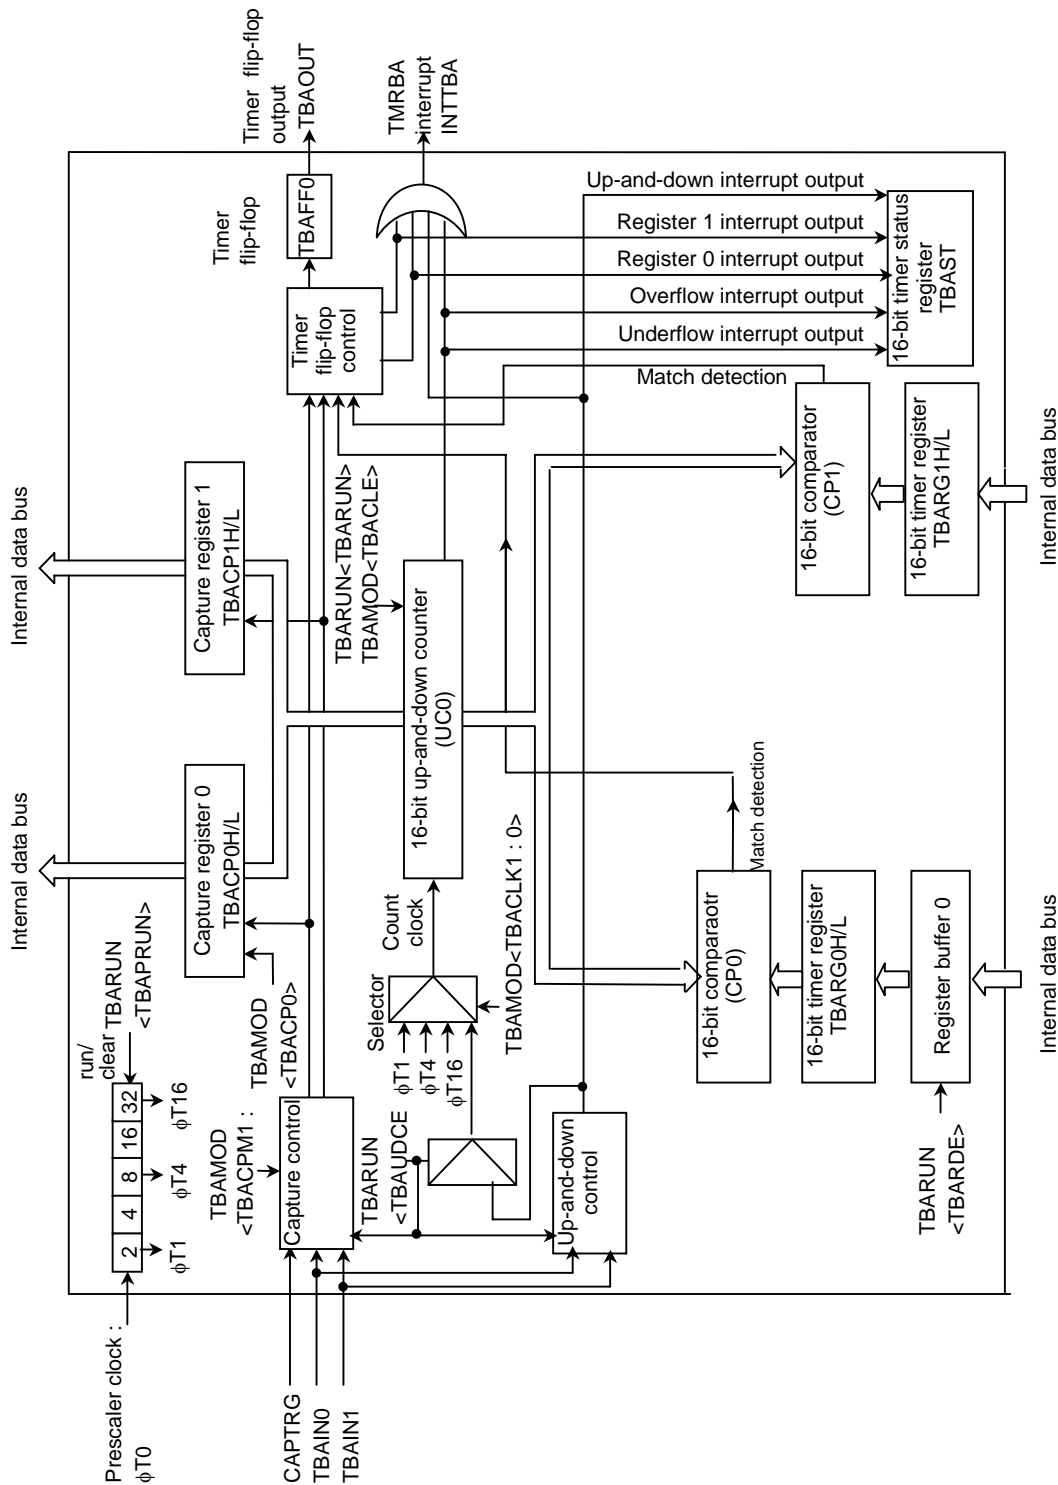 Prescaler clock :
φT0
2
4
8
16
32
φT1
φT4
φT16
run/
clear
TBARUN
<TBAPRUN>
Internal data bus
Internal data bus
Capture register 0
TBACP0H/L
Capture register 1
TBACP1H/L
Timer flip-flop
output
TBAOUT
Timer
flip-flop
TBAFF0
TBAMOD
<TBACPM1 :
TBAMOD
<TBACP0>
CAPTRG
TBAIN0
TBAIN1
Capture control
TBARUN
<TBAUDCE
Selector
φT1
φT4
φT16
Count
clock
TBAMOD<TBACLK1 : 0>
TBARUN<TBARUN>
TBAMOD<TBACLE>
16-bit up-and-down counter
(UC0)
Timer
flip-flop
control
TMRBA
interrupt
INTTBA
Up-and-down
control
Up-and-down interrupt output
Register 1 interrupt output
Register 0 interrupt output
Overflow interrupt output
Underflow interrupt output
Match detection
Match detection
16-bit timer status
register
TBAST
16-bit comparaotr
(CP0)
16-bit timer register
TBARG0H/L
Register buffer 0
TBARUN
<TBARDE>
16-bit comparator
(CP1)
16-bit timer register
TBARG1H/L
Internal data bus
Internal data bus